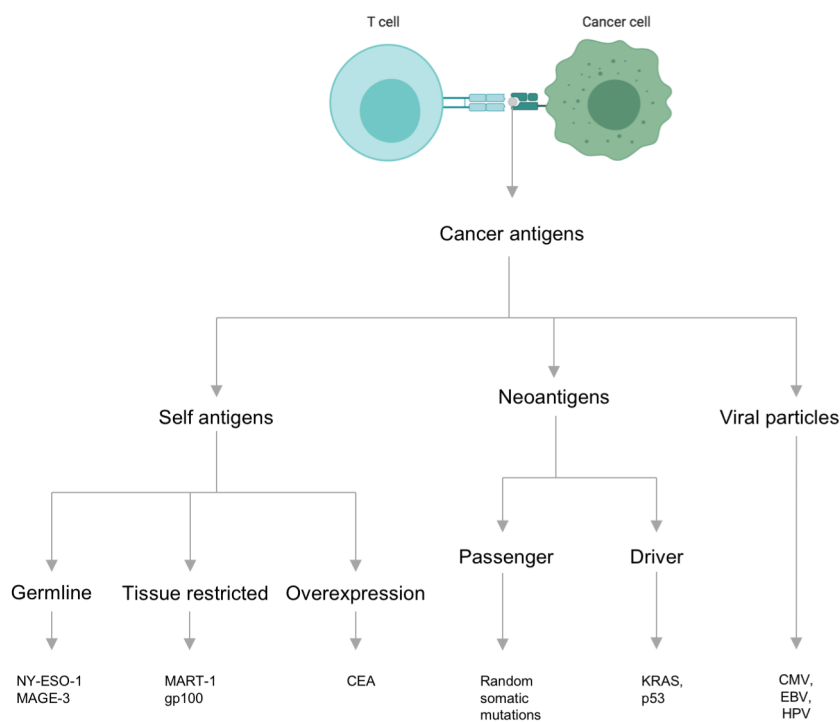 T cell
Cancer cell
Cancer antigens
Self antigens
Neoantigens
Viral particles
Passenger
Driver
Germline
Tissue restricted
Overexpression
NY-ESO-1
MAGE-3
MART-1
gp100
CEA
Random
somatic
mutations
KRAS,
p53
CMV,
EBV,
HPV